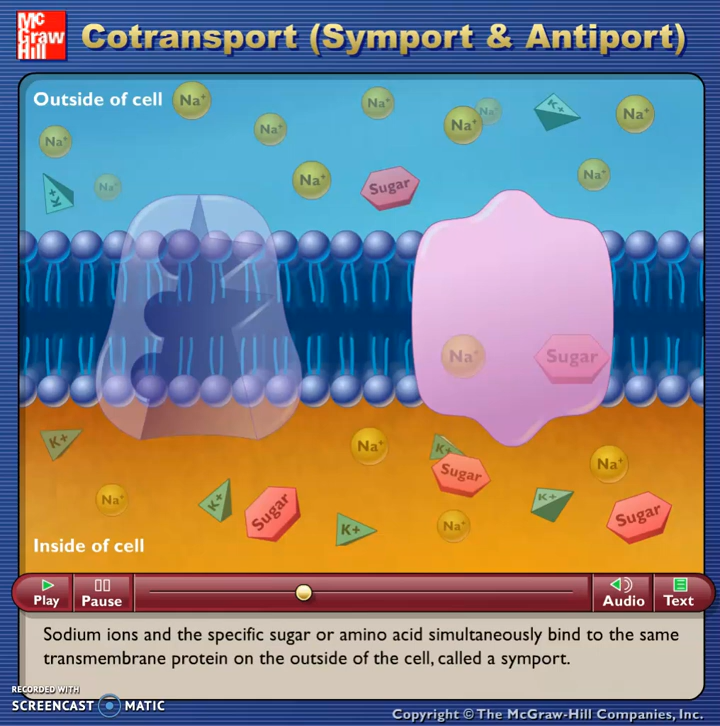 Mc
Graw
Hill
Cotransport (Symport & Antiport)
Outside of cell
Na⁺
Na⁺
Na⁺
Na⁺
Na⁺
K+
Na⁺
Na⁺
K+
Na⁺
Na⁺
Sugar
Na⁺
Na⁺
Sugar
K+
Na⁺
K+
Sugar
Na⁺
Na⁺
K+
Sugar
K+
Na⁺
K+
Sugar
Inside of cell
Play
Pause
Audio
Text
Sodium ions and the specific sugar or amino acid simultaneously bind to the same
transmembrane protein on the outside of the cell, called a symport.
RECORDED WITH
SCREENCAST MATIC
Copyright © The McGraw-Hill Companies, Inc.